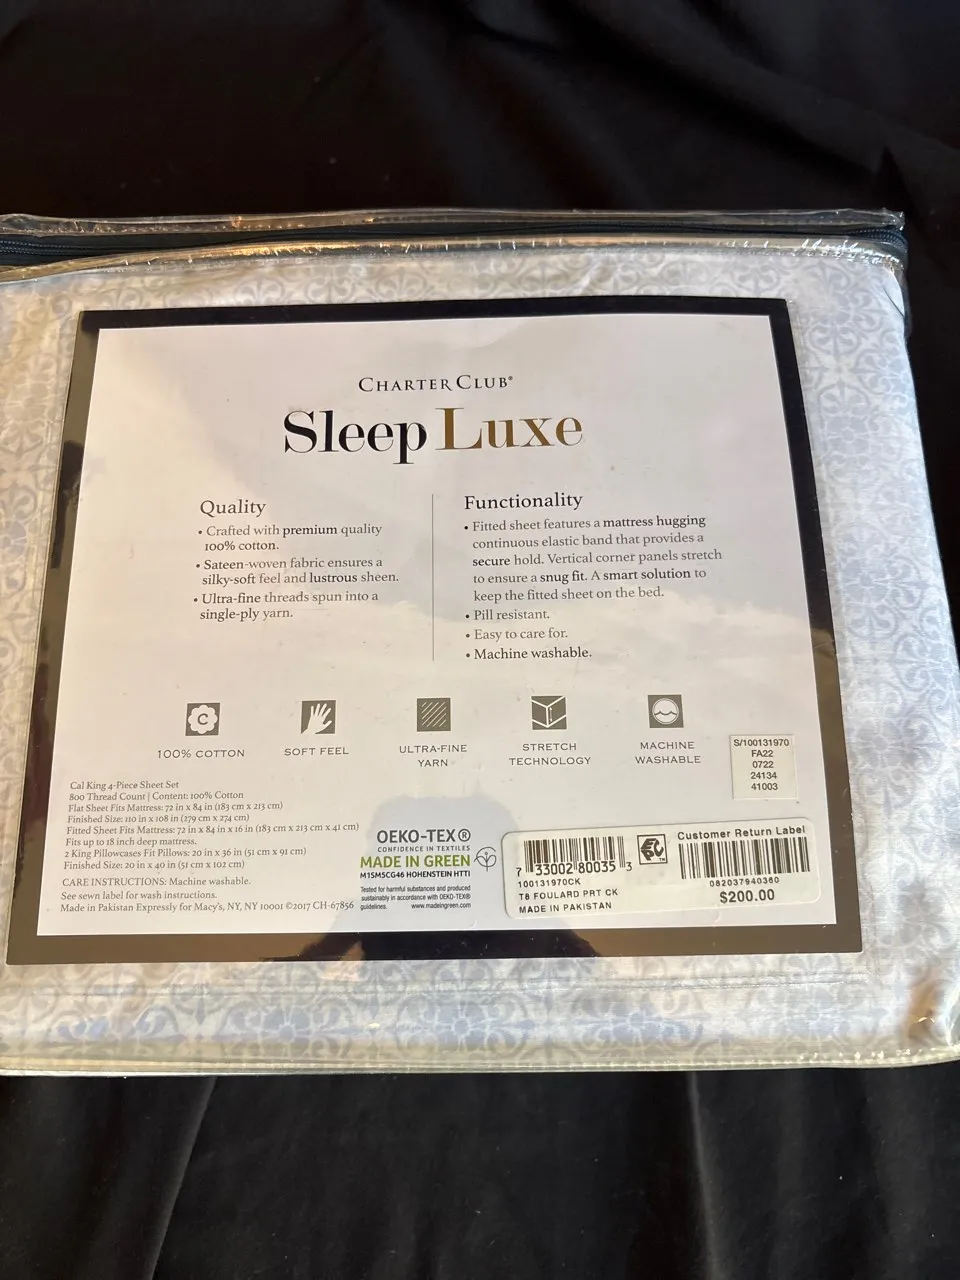 CHARTER CLUB®
Sleep Luxe
Quality
• Crafted with premium quality
100% cotton.
• Sateen-woven fabric ensures a
silky-soft feel and lustrous sheen.
• Ultra-fine threads spun into a
single-ply yarn.
Functionality
• Fitted sheet features a mattress hugging
continuous elastic band that provides a
secure hold. Vertical corner panels stretch
to ensure a snug fit. A smart solution to
keep the fitted sheet on the bed.
• Pill resistant.
• Easy to care for.
• Machine washable.
C
100% COTTON
SOFT FEEL
ULTRA-FINE
YARN
STRETCH
TECHNOLOGY
MACHINE
WASHABLE
S/100131970
FA22
0722
24134
41003
Cal King 4-Piece Sheet Set
800 Thread Count | Content: 100% Cotton
Flat Sheet Fits Mattress: 72 in x 84 in (183 cm x 213 cm)
Finished Size: 110 in x 108 in (279 cm x 274 cm)
Fitted Sheet Fits Mattress: 72 in x 84 in x 16 in (183 cm x 213 cm x 41 cm)
Fits up to 18 inch deep mattress.
2 King Pillowcases Fit Pillows: 20 in x 36 in (51 cm x 91 cm)
Finished Size: 20 in x 40 in (51 cm x 102 cm)
CARE INSTRUCTIONS: Machine washable.
See sewn label for wash instructions.
Made in Pakistan Expressly for Macy's, NY, NY 10001 ©2017 CH-67856
OEKO-TEX®
CONFIDENCE IN TEXTILES
MADE IN GREEN
M15M5CG46 HOHENSTEIN HTTI
Tested for harmful substances and produced
sustainably in accordance with OEKO-TEX®
guidelines. www.madeingreen.com
7 33002 80035 3
100131970CK
T8 FOULARD PRT CK
MADE IN PAKISTAN
Customer Return Label
082037940360
$200.00